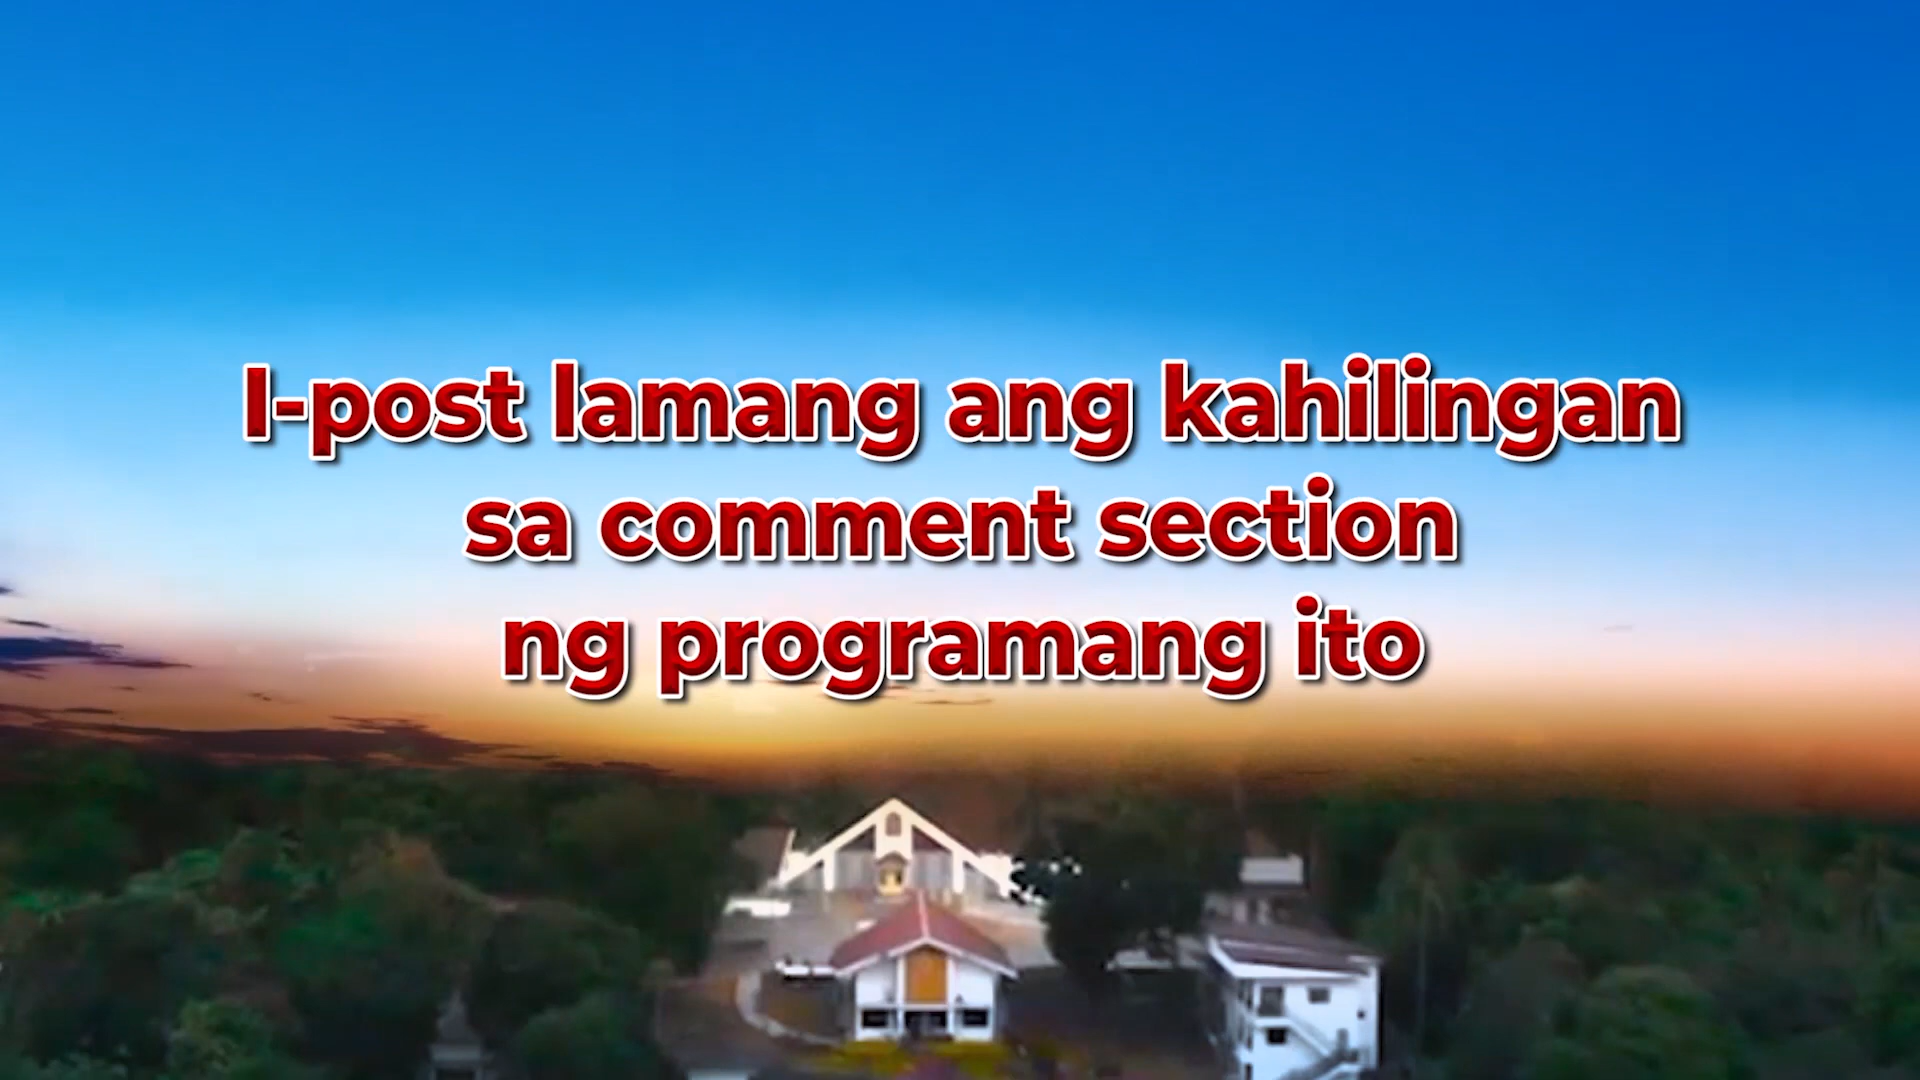 I-post lamang ang kahilingan
sa comment section
ng programang ito